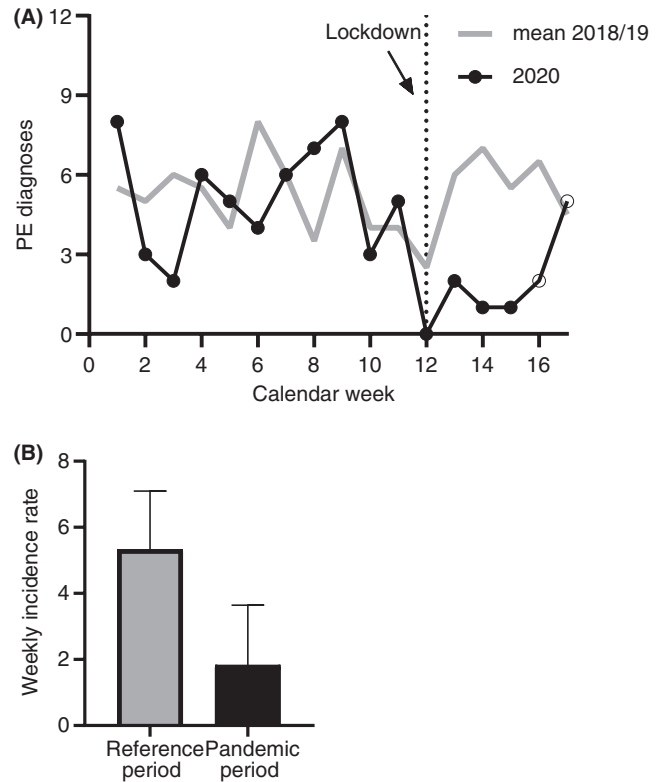 (A)
12
9
6
3
0
PE diagnoses
Lockdown
mean 2018/19
2020
0 2 4 6 8 10 12 14 16
Calendar week
(B)
8
6
4
2
0
Weekly incidence rate
Reference Pandemic
period period